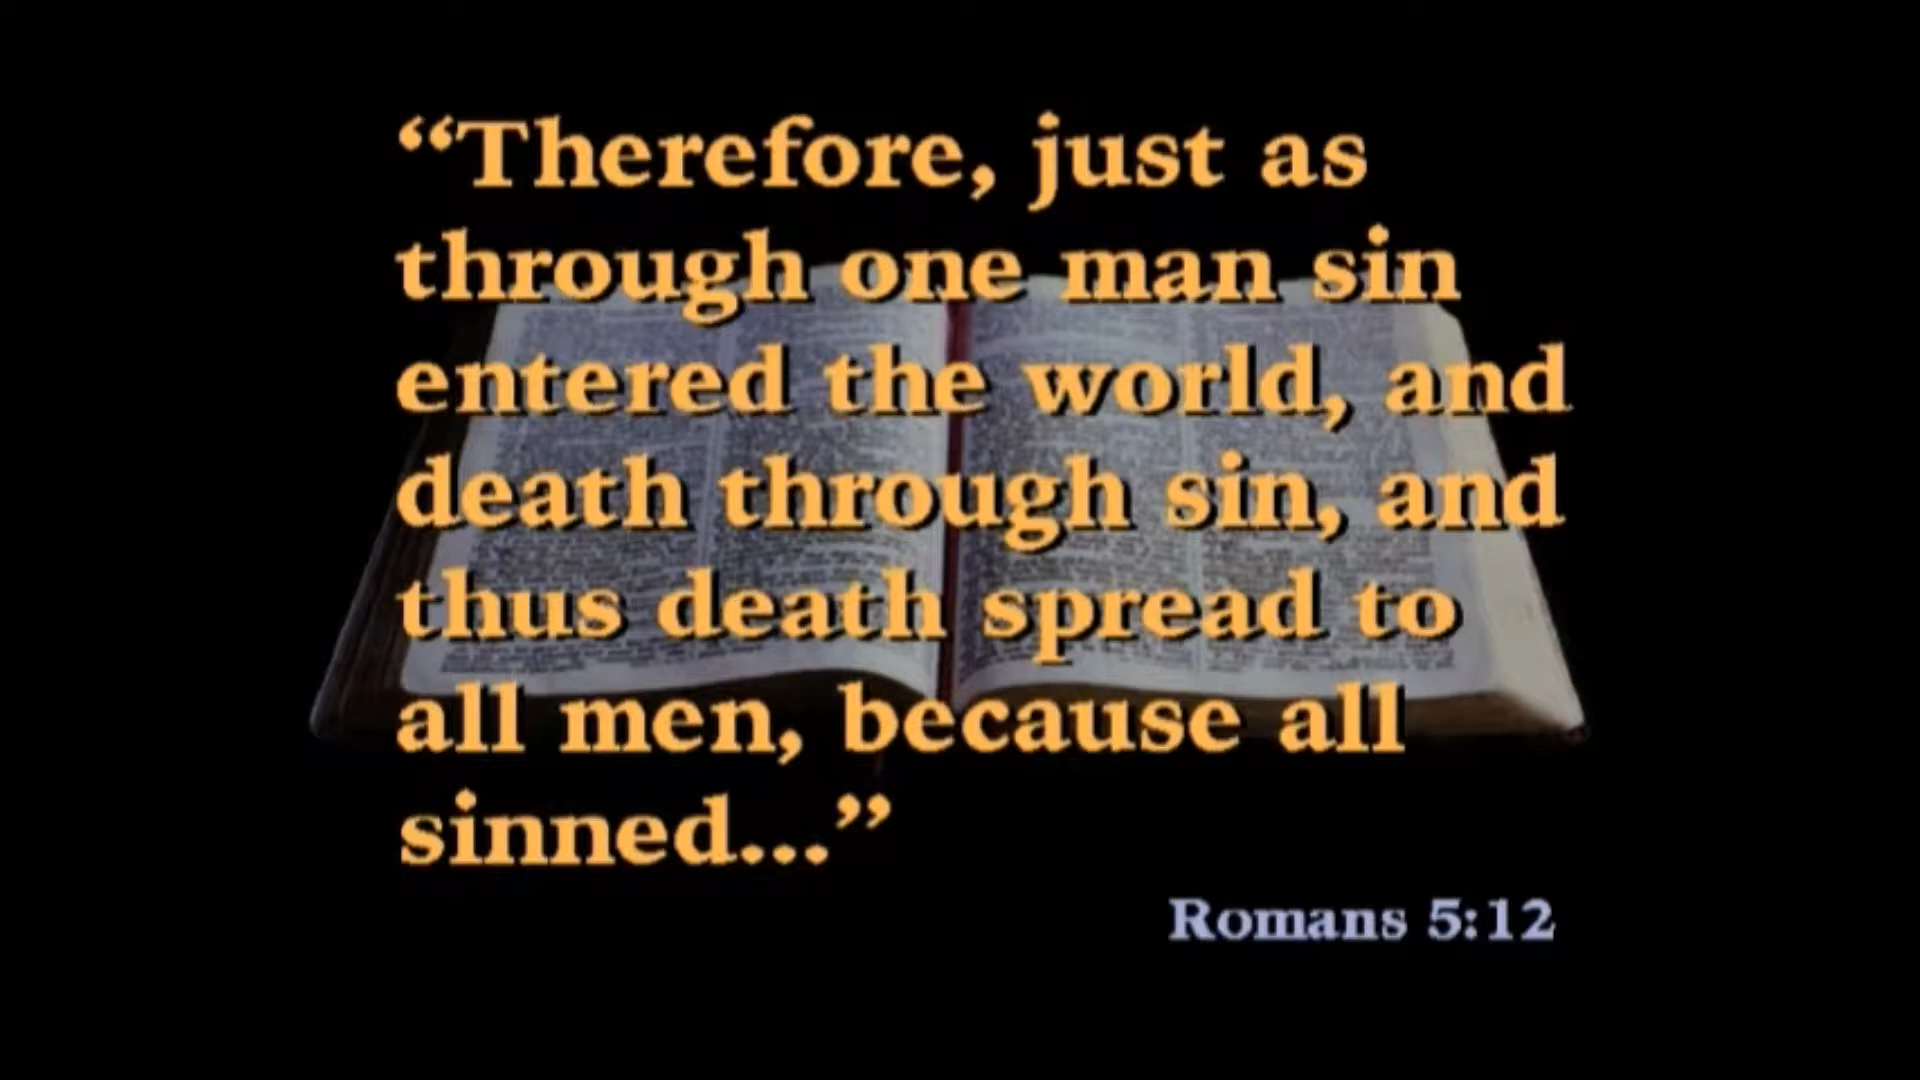 “Therefore, just as
through one man sin
entered the world, and
death through sin, and
thus death spread to
all men, because all
sinned...”
Romans 5:12